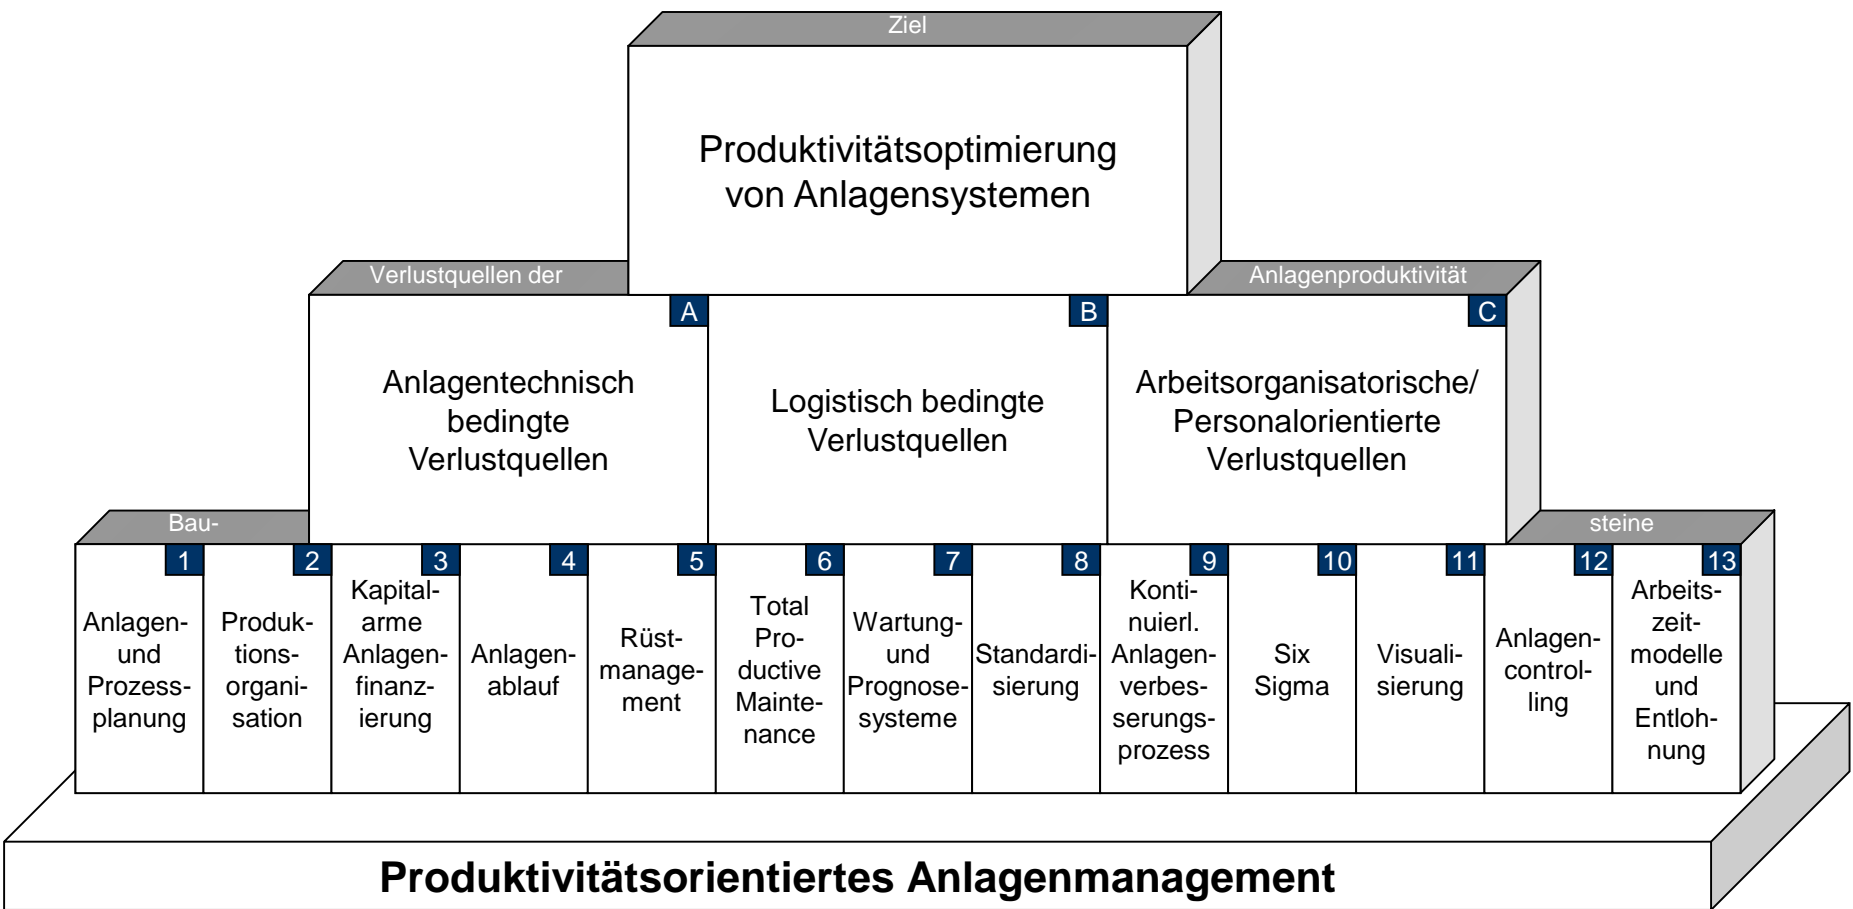 Ziel
Produktivitätsoptimierung
von Anlagensystemen
Verlustquellen der
Anlagenproduktivität
A
Anlagentechnisch
bedingte
Verlustquellen
B
Logistisch bedingte
Verlustquellen
C
Arbeitsorganisatorische/
Personalorientierte
Verlustquellen
Bau-
steine
1
Anlagen-
und
Prozess-
planung
2
Produk-
tions-
organi-
sation
3
Kapital-
arme
Anlagen-
finanz-
ierung
4
Anlagen-
ablauf
5
Rüst-
manage-
ment
6
Total
Pro-
ductive
Mainte-
nance
7
Wartung-
und
Prognose-
systeme
8
Standardi-
sierung
9
Konti-
nuierl.
Anlagen-
verbes-
serungs-
prozess
10
Six
Sigma
11
Visuali-
sierung
12
Anlagen-
control-
ling
13
Arbeits-
zeit-
modelle
und
Entloh-
nung
Produktivitätsorientiertes Anlagenmanagement